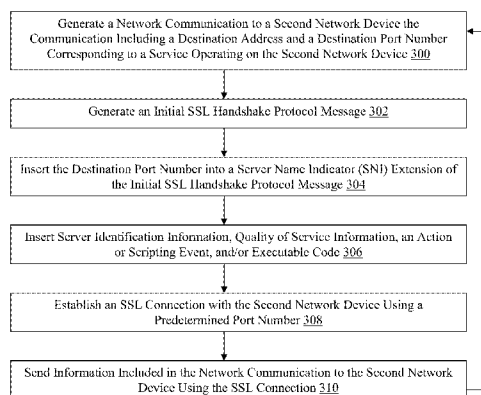 Generate a Network Communication to a Second Network Device the
Communication Including a Destination Address and a Destination Port Number
Corresponding to a Service Operating on the Second Network Device 300
Generate an Initial SSL Handshake Protocol Message 302
Insert the Destination Port Number into a Server Name Indicator (SNI) Extension of
the Initial SSL Handshake Protocol Message 304
Insert Server Identification Information, Quality of Service Information, an Action
or Scripting Event, and/or Executable Code 306
Establish an SSL Connection with the Second Network Device Using a
Predetermined Port Number 308
Send Information Included in the Network Communication to the Second Network
Device Using the SSL Connection 310